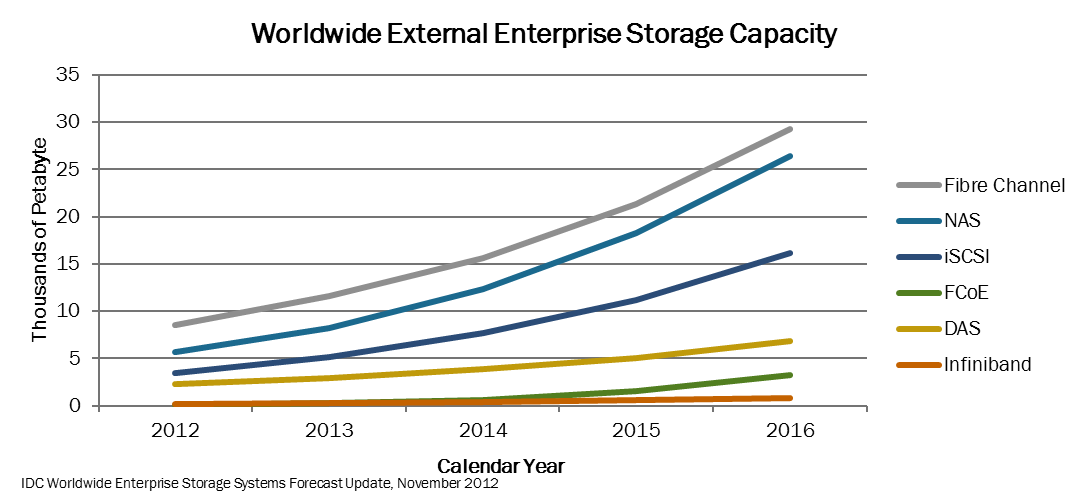 Worldwide External Enterprise Storage Capacity
35
30
25
20
15
10
5
0
Thousands of Petabyte
2012 2013 2014 2015 2016
Calendar Year
Fibre Channel
NAS
iSCSI
FCoE
DAS
Infiniband
IDC Worldwide Enterprise Storage Systems Forecast Update, November 2012